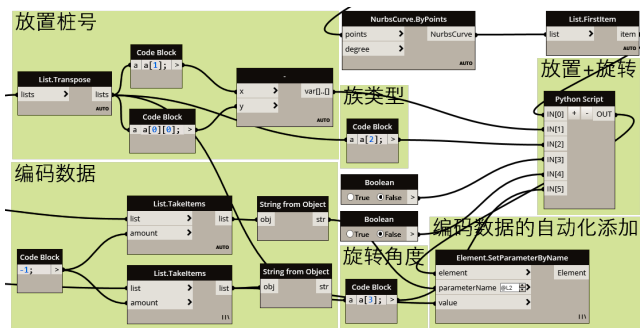 放置桩号
Code Block
a a[1]; >
List.Transpose
lists > lists
AUTO
Code Block
a a[0][0]; >
-
x > var[]..[]
y >
AUTO
NurbsCurve.ByPoints
points > NurbsCurve
degree >
AUTO
List.FirstItem
list > item
AUTO
族类型
Code Block
a a[2]; >
放置+旋转
Python Script
IN[0] + - OUT
IN[1]
IN[2]
IN[3]
IN[4]
IN[5]
AUTO
编码数据
List.TakeItems
list > list
amount >
AUTO
String from Object
obj str
Code Block
-1; >
List.TakeItems
list > list
amount >
String from Object
obj str
Boolean
True False >
Boolean
True False >
旋转角度
Code Block
a a[3]; >
编码数据的自动化添加
Element.SetParameterByName
element > Element
parameterName @L2 >
value >